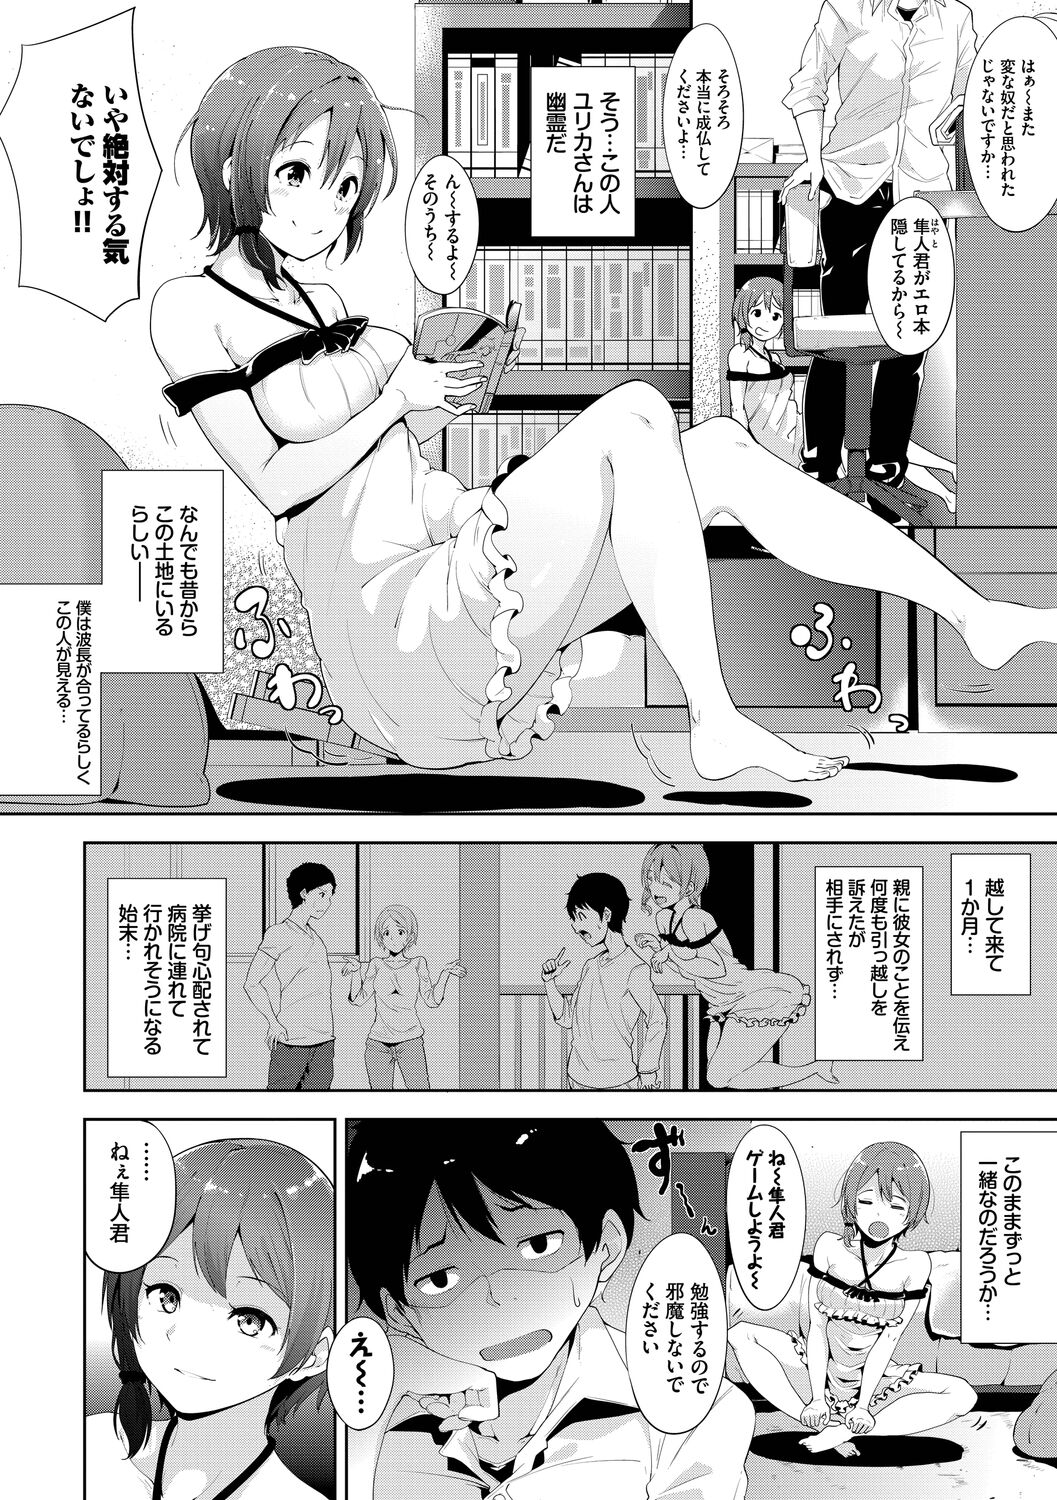 はぁ〜また
変な奴だと思われた
じゃないですか…
隼人君がエロ本
はやと
隠してるから〜
そろそろ
本当に成仏して
くださいよ…
そう…この人
ユリカさんは
幽霊だ
ん〜するよ〜
そのうち〜
いや絶対する気
ないでしょ!!
なんでも昔から
この土地にいる
らしい──
僕は波長が合ってるらしく
この人が見える…
ふわっ
ふわっ
越して来て
1か月…
親に彼女のことを伝え
何度も引っ越しを
訴えたが
相手にされず…
挙げ句心配されて
病院に連れて
行かれそうになる
始末…
このままずっと
一緒なのだろうか…
ね〜隼人君
ゲームしようよ〜
ず〜ん
勉強するので
邪魔しないで
ください
え〜…
……
ねぇ隼人君